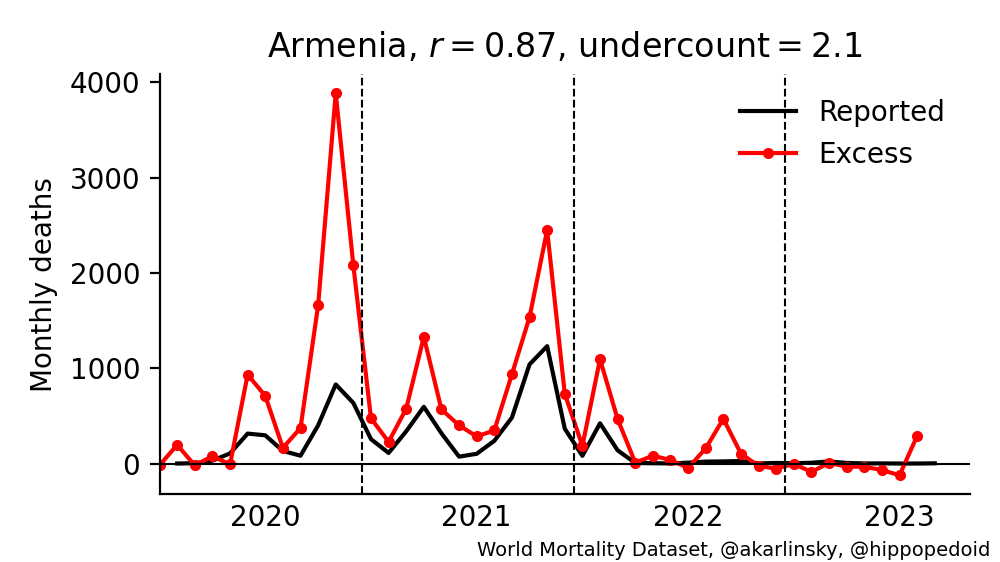 Armenia, r = 0.87, undercount = 2.1
4000
3000
2000
1000
0
Monthly deaths
Reported
Excess
2020
2021
2022
2023
World Mortality Dataset, @akarlinsky, @hippopedoid